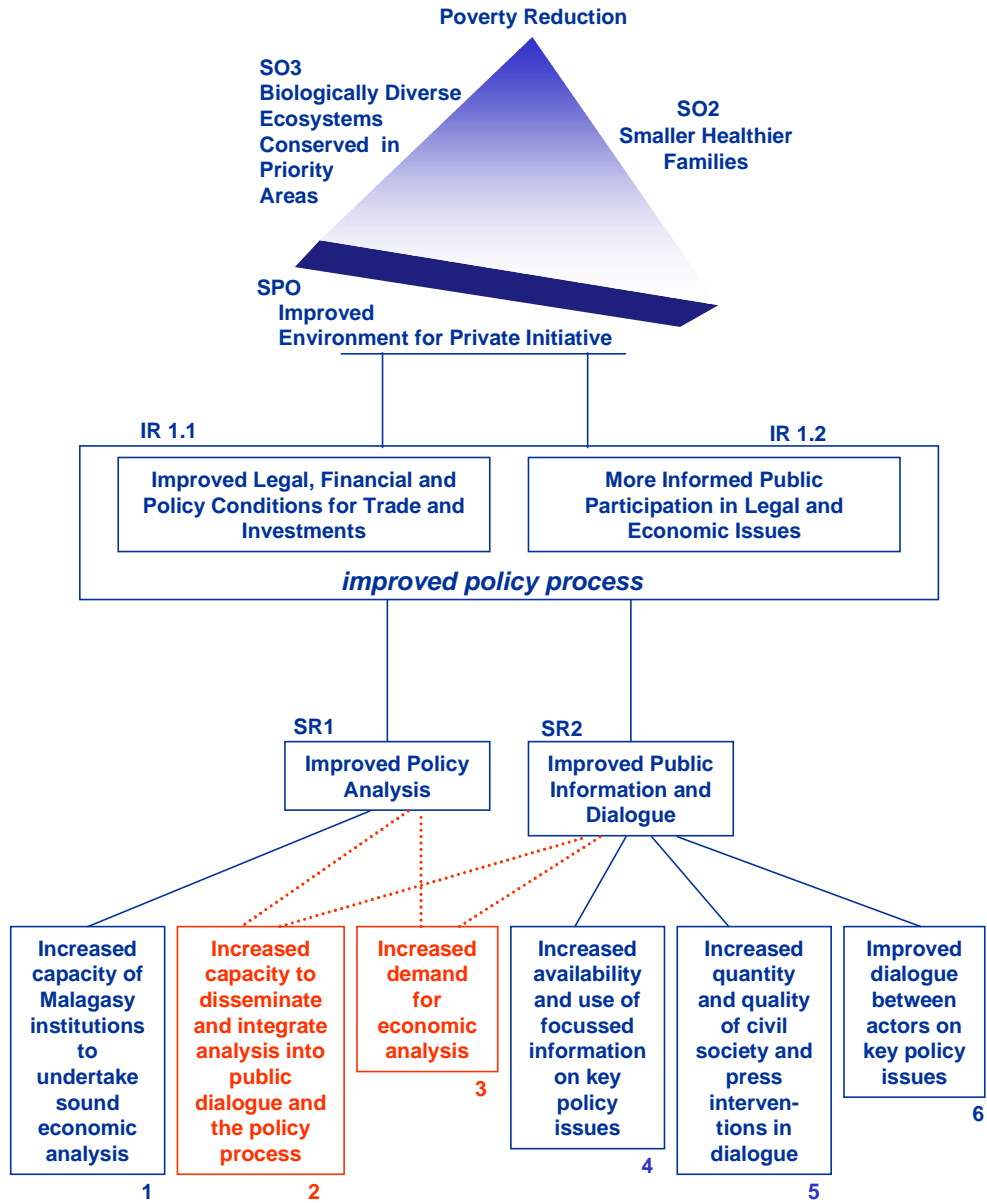 Poverty Reduction
SO3
Biologically Diverse
Ecosystems
Conserved in
Priority
Areas
SO2
Smaller Healthier
Families
SPO
Improved
Environment for Private Initiative
IR 1.1
IR 1.2
Improved Legal, Financial and
Policy Conditions for Trade and
Investments
More Informed Public
Participation in Legal and
Economic Issues
improved policy process
SR1
Improved Policy
Analysis
SR2
Improved Public
Information and
Dialogue
Increased
capacity of
Malagasy
institutions
to
undertake
sound
economic
analysis
1
Increased
capacity to
disseminate
and integrate
analysis into
public
dialogue and
the policy
process
2
Increased
demand
for
economic
analysis
3
Increased
availability
and use of
focussed
information
on key
policy
issues
4
Increased
quantity
and quality
of civil
society and
press
interven-
tions in
dialogue
5
Improved
dialogue
between
actors on
key policy
issues
6